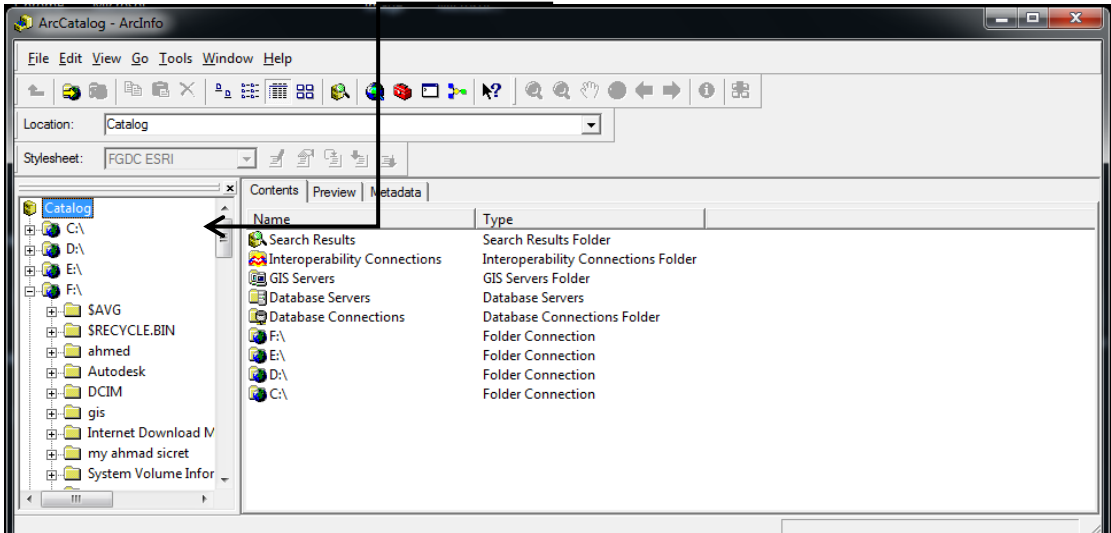 ArcCatalog - ArcInfo
File Edit View Go Tools Window Help
Location: Catalog
Stylesheet: FGDC ESRI
Contents Preview Metadata
Catalog
C:\
D:\
E:\
F:\
$AVG
$RECYCLE.BIN
ahmed
Autodesk
DCIM
gis
Internet Download M
my ahmad sicret
System Volume Infor
Name Type
Search Results Search Results Folder
Interoperability Connections Interoperability Connections Folder
GIS Servers GIS Servers Folder
Database Servers Database Servers
Database Connections Database Connections Folder
F:\ Folder Connection
E:\ Folder Connection
D:\ Folder Connection
C:\ Folder Connection